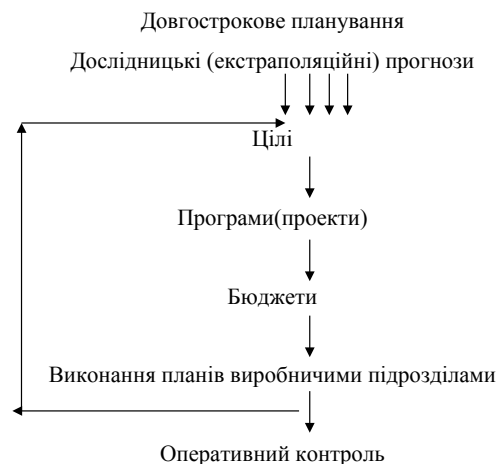 Довгострокове планування
Дослідницькі (екстраполяційні) прогнози
Цілі
Програми(проекти)
Бюджети
Виконання планів виробничими підрозділами
Оперативний контроль